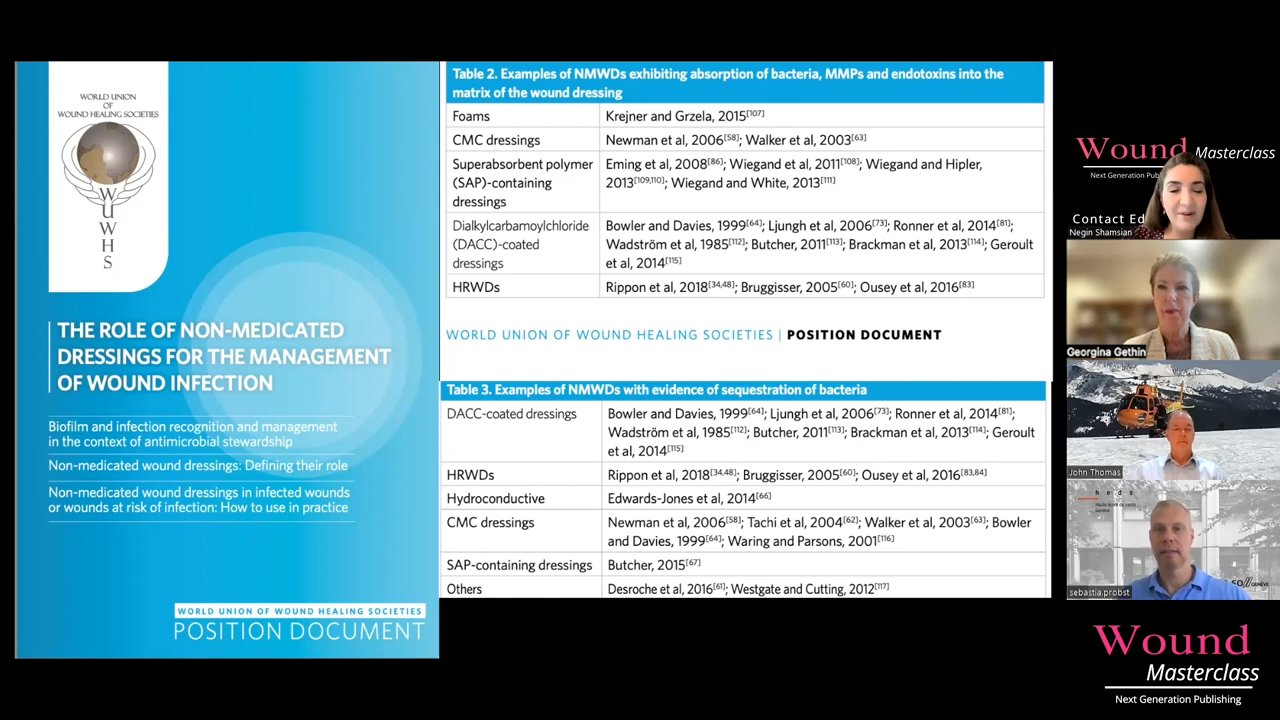 WORLD UNION
OF
WOUND HEALING SOCIETIES
W
U
W
H
S
THE ROLE OF NON-MEDICATED
DRESSINGS FOR THE MANAGEMENT
OF WOUND INFECTION
Biofilm and infection recognition and management
in the context of antimicrobial stewardship
Non-medicated wound dressings: Defining their role
Non-medicated wound dressings in infected wounds
or wounds at risk of infection: How to use in practice
WORLD UNION OF WOUND HEALING SOCIETIES
POSITION DOCUMENT
Table 2. Examples of NMWDs exhibiting absorption of bacteria, MMPs and endotoxins into the
matrix of the wound dressing
Foams Krejner and Grzela, 2015[107]
CMC dressings Newman et al, 2006[58]; Walker et al, 2003[63]
Superabsorbent polymer Eming et al, 2008[86]; Wiegand et al, 2011[108]; Wiegand and Hipler,
(SAP)-containing 2013[109,110]; Wiegand and White, 2013[111]
dressings
Dialkylcarbamoylchloride Bowler and Davies, 1999[64]; Ljungh et al, 2006[73]; Ronner et al, 2014[81];
(DACC)-coated Wadström et al, 1985[112]; Butcher, 2011[113]; Brackman et al, 2013[114]; Geroult
dressings et al, 2014[115]
HRWDs Rippon et al, 2018[34,48]; Bruggisser, 2005[60]; Ousey et al, 2016[83]
WORLD UNION OF WOUND HEALING SOCIETIES | POSITION DOCUMENT
Table 3. Examples of NMWDs with evidence of sequestration of bacteria
DACC-coated dressings Bowler and Davies, 1999[64]; Ljungh et al, 2006[73]; Ronner et al, 2014[81];
Wadström et al, 1985[112]; Butcher, 2011[113]; Brackman et al, 2013[114]; Geroult
et al, 2014[115]
HRWDs Rippon et al, 2018[34,48]; Bruggisser, 2005[60]; Ousey et al, 2016[83,84]
Hydroconductive Edwards-Jones et al, 2014[66]
CMC dressings Newman et al, 2006[58]; Tachi et al, 2004[62]; Walker et al, 2003[63]; Bowler
and Davies, 1999[64]; Waring and Parsons, 2001[116]
SAP-containing dressings Butcher, 2015[67]
Others Desroche et al, 2016[61]; Westgate and Cutting, 2012[117]
Wound Masterclass
Next Generation Pub
Contact Ed
Negin Shamsian
Georgina Gethin
John Thomas
h e d s
sebastia.probst
Wound
Masterclass
Next Generation Publishing